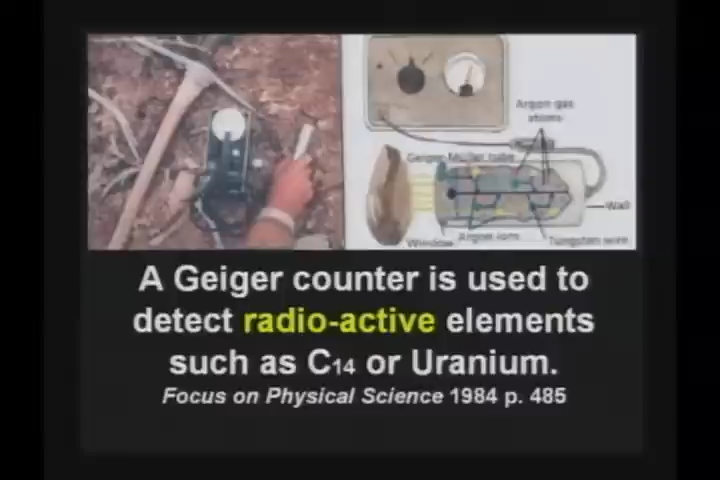 Argon gas
atoms
Geiger-Muller tube
Wall
Window
Argon ions
Tungsten wire
A Geiger counter is used to
detect radio-active elements
such as C14 or Uranium.
Focus on Physical Science 1984 p. 485